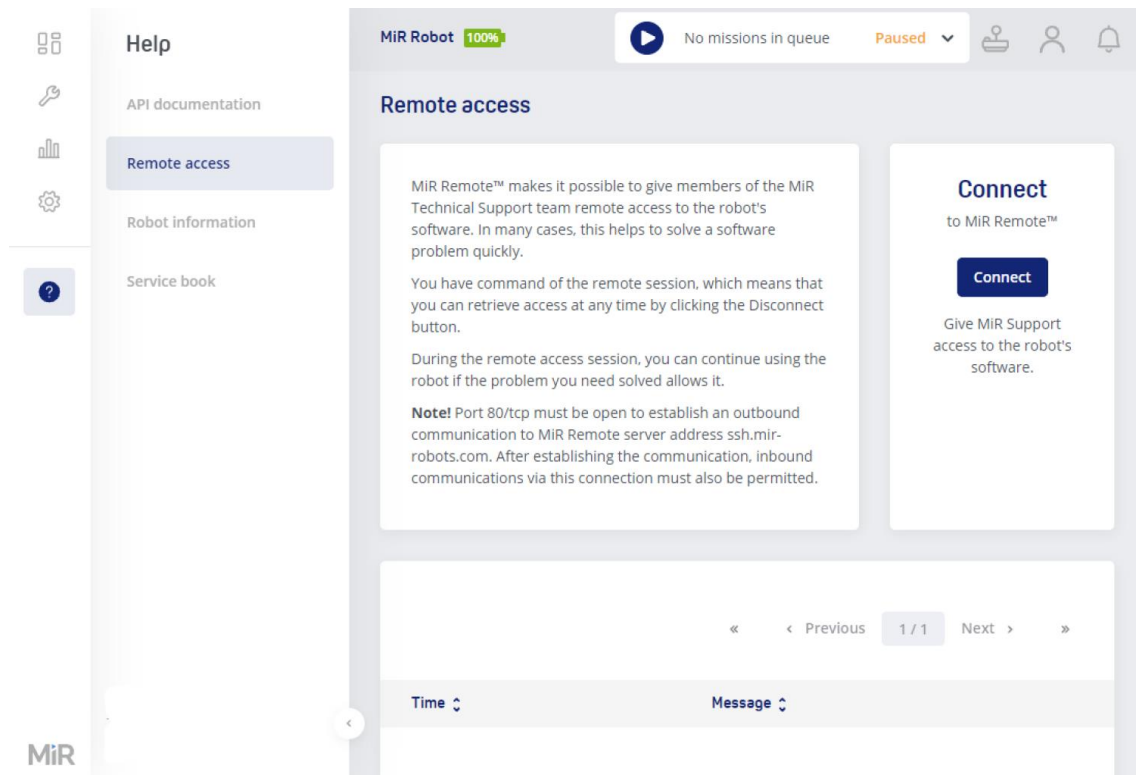 Help
API documentation
Remote access
Robot information
Service book
MiR
MiR Robot 100%
No missions in queue Paused
Remote access
MiR Remote™ makes it possible to give members of the MiR
Technical Support team remote access to the robot's
software. In many cases, this helps to solve a software
problem quickly.
You have command of the remote session, which means that
you can retrieve access at any time by clicking the Disconnect
button.
During the remote access session, you can continue using the
robot if the problem you need solved allows it.
Note! Port 80/tcp must be open to establish an outbound
communication to MiR Remote server address ssh.mir-
robots.com. After establishing the communication, inbound
communications via this connection must also be permitted.
Connect
to MiR Remote™
Connect
Give MiR Support
access to the robot's
software.
« ‹ Previous 1 / 1 Next › »
Time Message